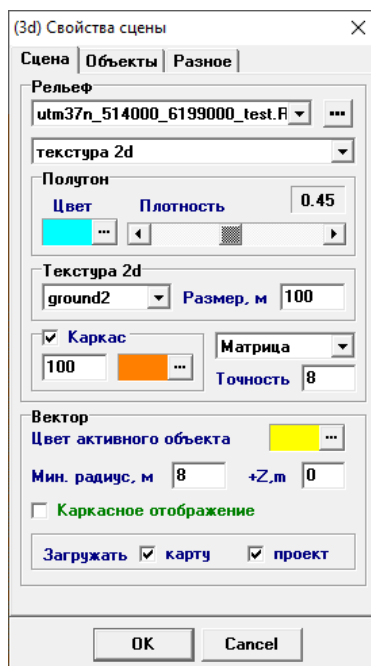 (3d) Свойства сцены
Сцена Объекты Разное
Рельеф
utm37n_514000_6199000_test.R ...
текстура 2d
Полутон
Цвет ... Плотность 0.45
Текстура 2d
ground2 Размер, м 100
Каркас
100 ...
Матрица
Точность 8
Вектор
Цвет активного объекта ...
Мин. радиус, м 8 +Z,m 0
Каркасное отображение
Загружать карту проект
OK Cancel